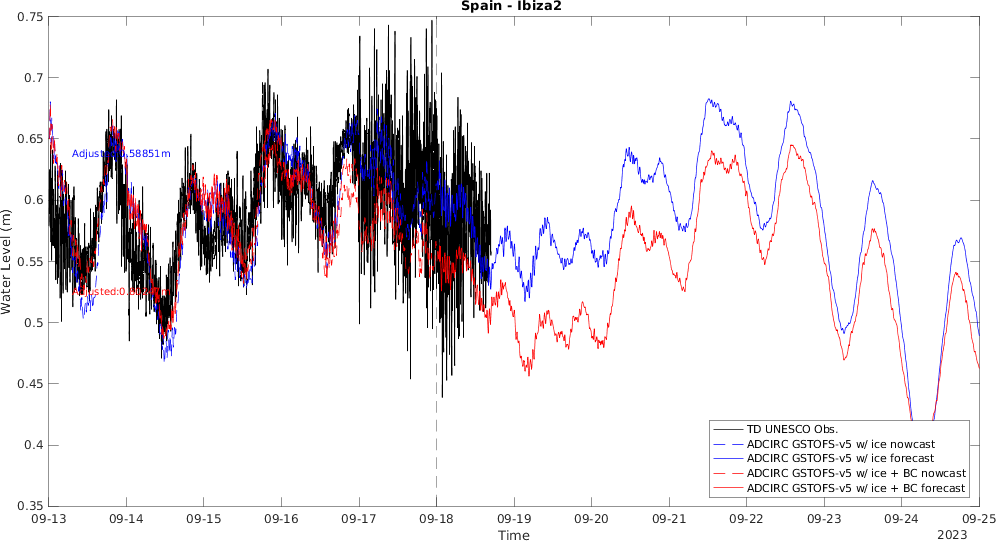 Spain - Ibiza2
0.75
0.7
0.65
0.6
0.55
0.5
0.45
0.4
0.35
Water Level (m)
58851m
TD UNESCO Obs.
ADCIRC GSTOFS-v5 w/ ice nowcast
ADCIRC GSTOFS-v5 w/ ice forecast
ADCIRC GSTOFS-v5 w/ ice + BC nowcast
ADCIRC GSTOFS-v5 w/ ice + BC forecast
09-13 09-14 09-15 09-16 09-17 09-18 09-19 09-20 09-21 09-22 09-23 09-24 09-25
Time
2023